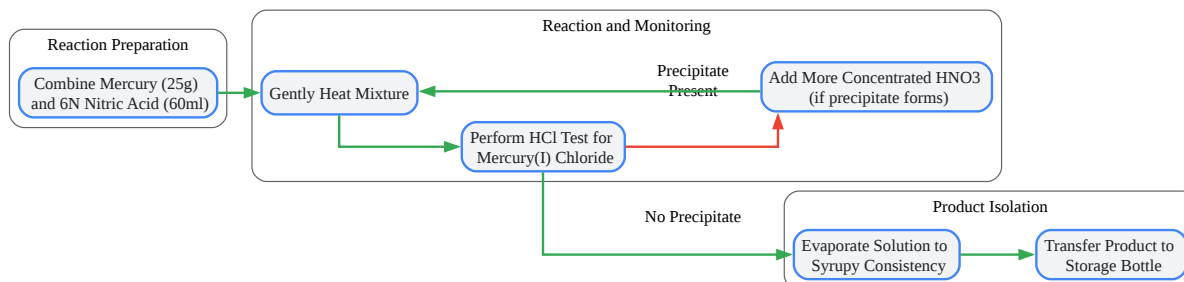 Reaction Preparation
Combine Mercury (25g)
and 6N Nitric Acid (60ml)
Reaction and Monitoring
Gently Heat Mixture
Precipitate
Present
Add More Concentrated HNO3
(if precipitate forms)
Perform HCl Test for
Mercury(I) Chloride
No Precipitate
Product Isolation
Evaporate Solution to
Syrupy Consistency
Transfer Product to
Storage Bottle